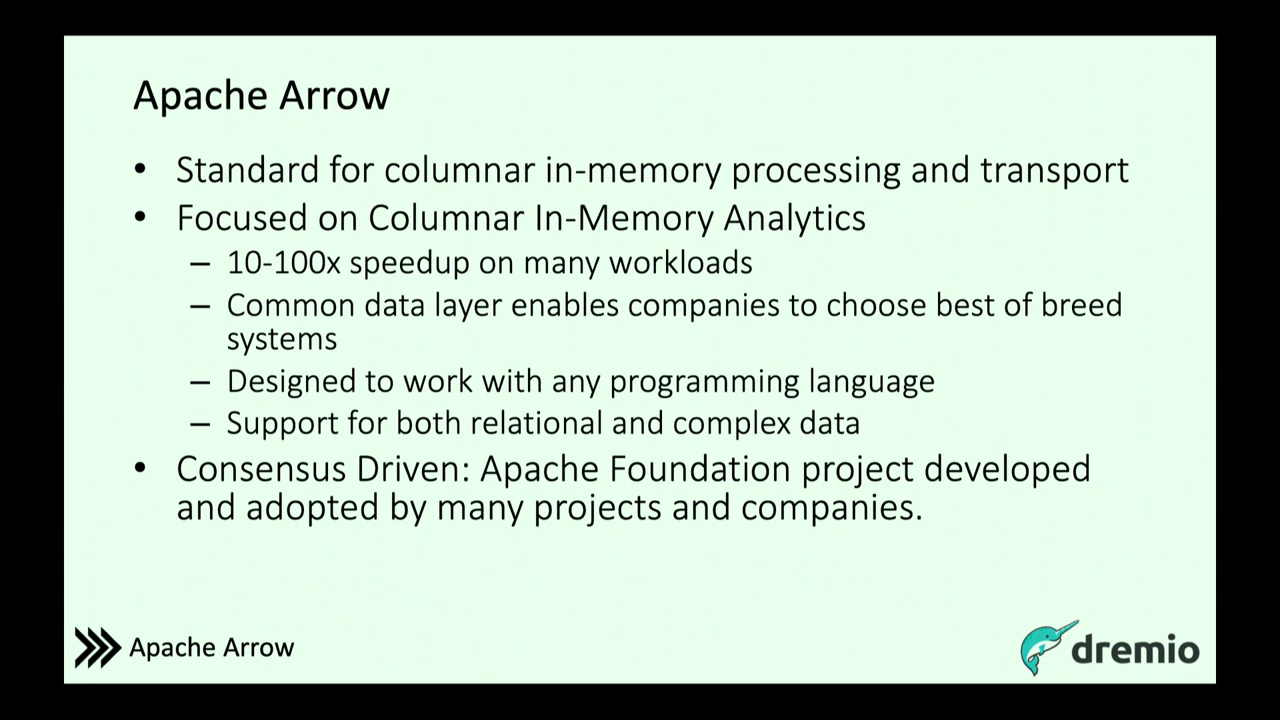 Apache Arrow
• Standard for columnar in-memory processing and transport
• Focused on Columnar In-Memory Analytics
– 10-100x speedup on many workloads
– Common data layer enables companies to choose best of breed
systems
– Designed to work with any programming language
– Support for both relational and complex data
• Consensus Driven: Apache Foundation project developed
and adopted by many projects and companies.
Apache Arrow
dremio